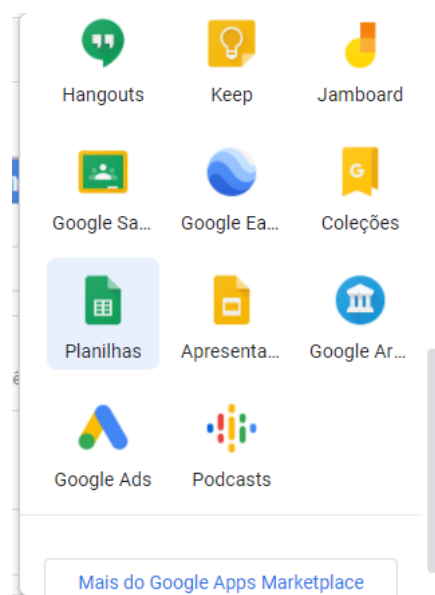 Hangouts Keep Jamboard
Google Sa... Google Ea... Coleções
Planilhas Apresenta... Google Ar...
Google Ads Podcasts
Mais do Google Apps Marketplace